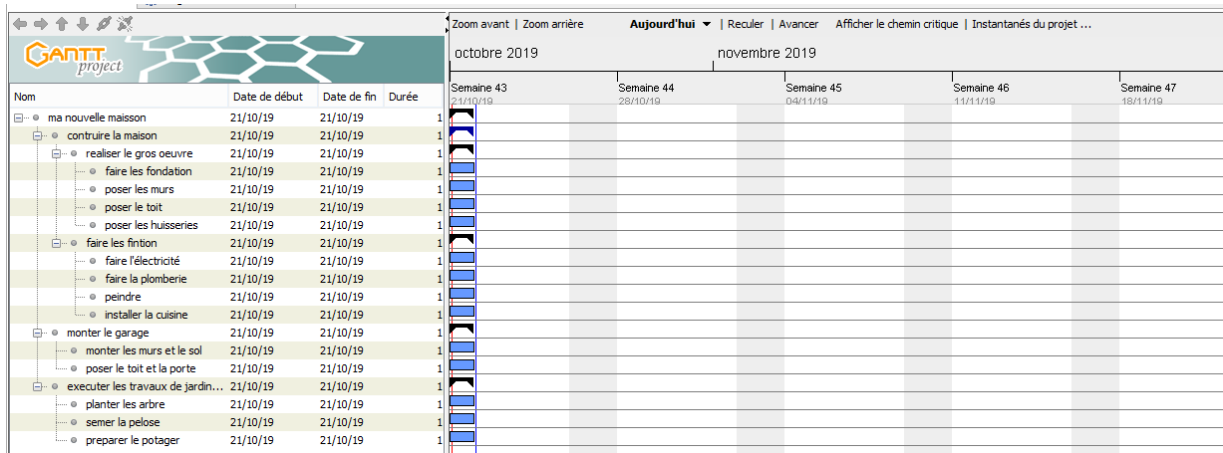 Zoom avant | Zoom arrière Aujourd'hui | Reculer | Avancer Afficher le chemin critique | Instantanés du projet ...
GANTT project
octobre 2019 novembre 2019
Semaine 43 Semaine 44 Semaine 45 Semaine 46 Semaine 47
21/10/19 28/10/19 04/11/19 11/11/19 18/11/19
Nom Date de début Date de fin Durée
ma nouvelle maisson 21/10/19 21/10/19 1
contruire la maison 21/10/19 21/10/19 1
realiser le gros oeuvre 21/10/19 21/10/19 1
faire les fondation 21/10/19 21/10/19 1
poser les murs 21/10/19 21/10/19 1
poser le toit 21/10/19 21/10/19 1
poser les huisseries 21/10/19 21/10/19 1
faire les fintion 21/10/19 21/10/19 1
faire l'électricité 21/10/19 21/10/19 1
faire la plomberie 21/10/19 21/10/19 1
peindre 21/10/19 21/10/19 1
installer la cuisine 21/10/19 21/10/19 1
monter le garage 21/10/19 21/10/19 1
monter les murs et le sol 21/10/19 21/10/19 1
poser le toit et la porte 21/10/19 21/10/19 1
executer les travaux de jardin... 21/10/19 21/10/19 1
planter les arbre 21/10/19 21/10/19 1
semer la pelose 21/10/19 21/10/19 1
preparer le potager 21/10/19 21/10/19 1